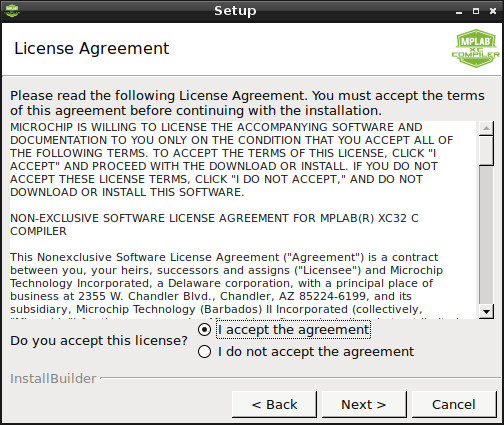 Setup
License Agreement
MPLAB
XC
COMPILER
Please read the following License Agreement. You must accept the terms
of this agreement before continuing with the installation.
MICROCHIP IS WILLING TO LICENSE THE ACCOMPANYING SOFTWARE AND
DOCUMENTATION TO YOU ONLY ON THE CONDITION THAT YOU ACCEPT ALL OF
THE FOLLOWING TERMS. TO ACCEPT THE TERMS OF THIS LICENSE, CLICK "I
ACCEPT" AND PROCEED WITH THE DOWNLOAD OR INSTALL. IF YOU DO NOT
ACCEPT THESE LICENSE TERMS, CLICK "I DO NOT ACCEPT," AND DO NOT
DOWNLOAD OR INSTALL THIS SOFTWARE.
NON-EXCLUSIVE SOFTWARE LICENSE AGREEMENT FOR MPLAB(R) XC32 C
COMPILER
This Nonexclusive Software License Agreement ("Agreement") is a contract
between you, your heirs, successors and assigns ("Licensee") and Microchip
Technology Incorporated, a Delaware corporation, with a principal place of
business at 2355 W. Chandler Blvd., Chandler, AZ 85224-6199, and its
subsidiary, Microchip Technology (Barbados) II Incorporated (collectively,
Do you accept this license?
I accept the agreement
I do not accept the agreement
InstallBuilder
< Back
Next >
Cancel